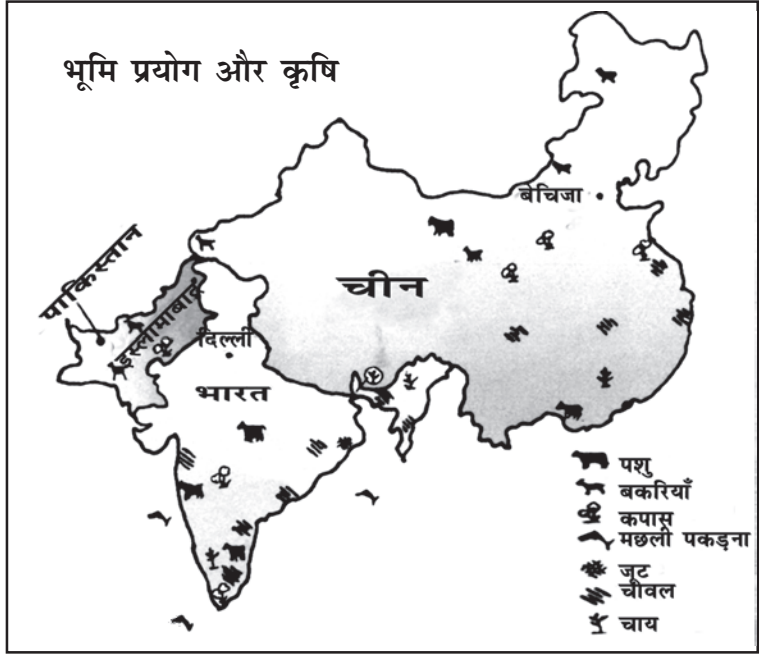 भूमि प्रयोग और कृषि
बेचिजा
चीन
पाकिस्तान
इस्लामाबाद
दिल्ली
भारत
पशु
बकरियाँ
कपास
मछली पकड़ना
जूट
चीवल
चाय